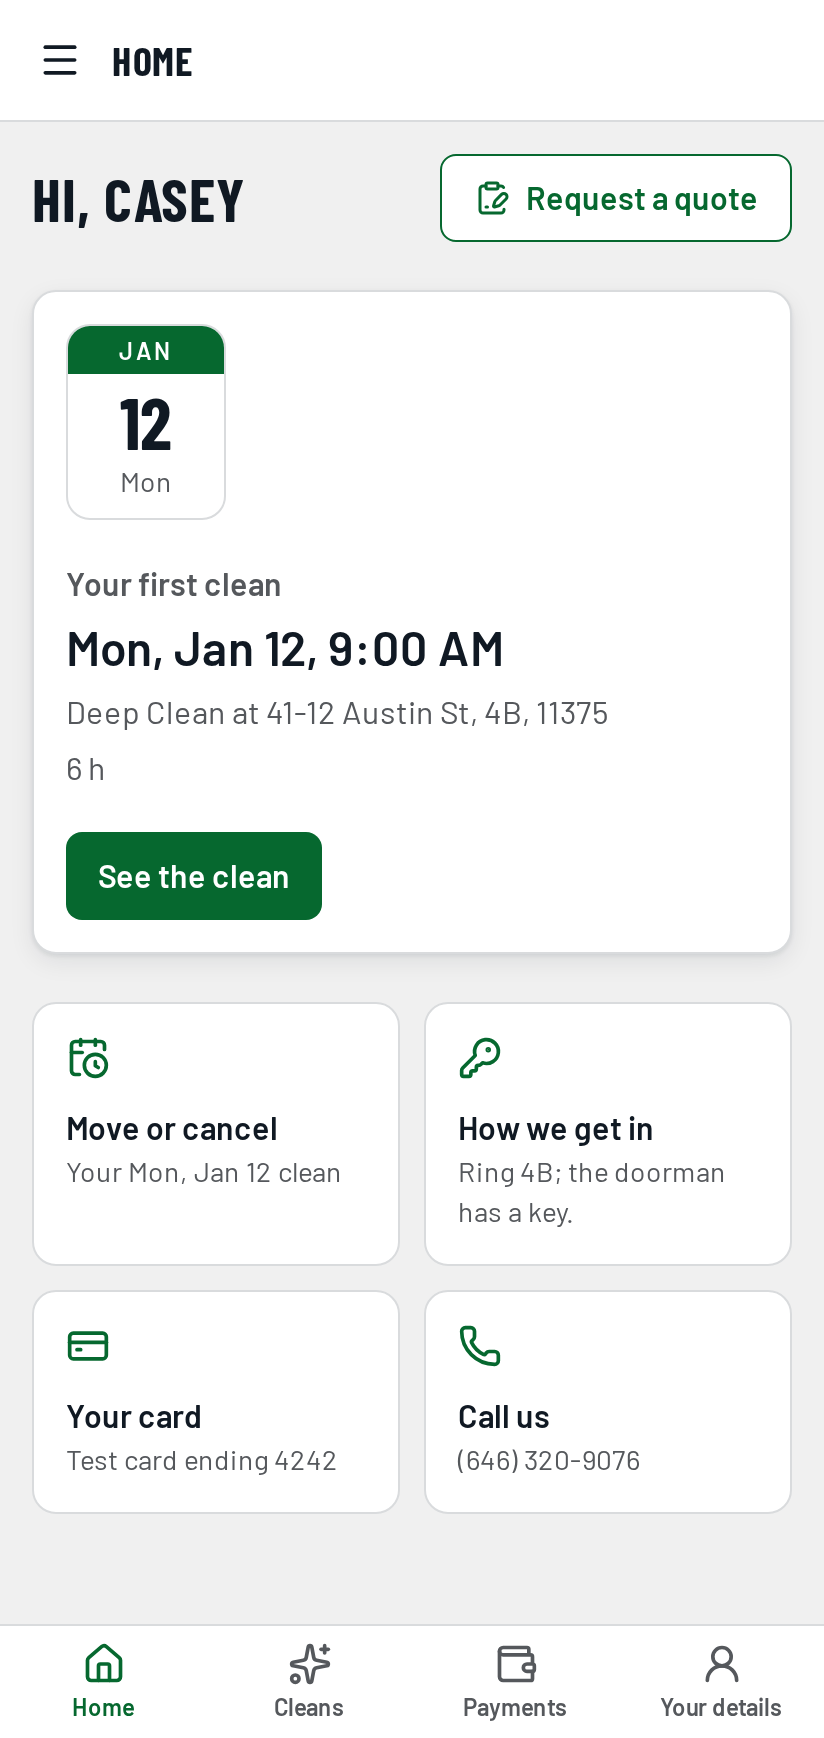 HOME
HI, CASEY
Request a quote
JAN
12
Mon
Your first clean
Mon, Jan 12, 9:00 AM
Deep Clean at 41-12 Austin St, 4B, 11375
6 h
See the clean
Move or cancel
Your Mon, Jan 12 clean
How we get in
Ring 4B; the doorman
has a key.
Your card
Test card ending 4242
Call us
(646) 320-9076
Home
Cleans
Payments
Your details